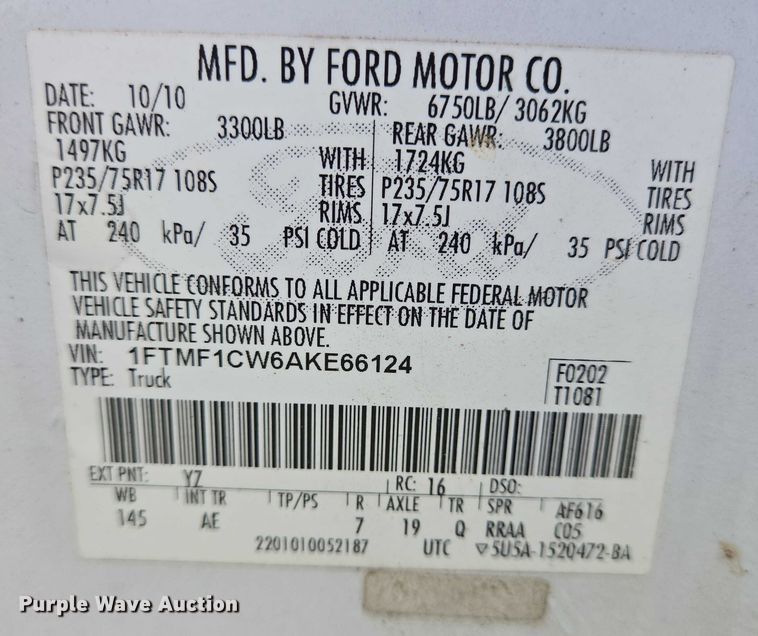 MFD. BY FORD MOTOR CO.
DATE: 10/10 GVWR: 6750LB/ 3062KG
FRONT GAWR: 3300LB REAR GAWR: 3800LB
1497KG WITH 1724KG WITH
P235/75R17 108S TIRES P235/75R17 108S TIRES
17x7.5J RIMS 17x7.5J RIMS
AT 240 kPa/ 35 PSI COLD AT 240 kPa/ 35 PSI COLD
THIS VEHICLE CONFORMS TO ALL APPLICABLE FEDERAL MOTOR
VEHICLE SAFETY STANDARDS IN EFFECT ON THE DATE OF
MANUFACTURE SHOWN ABOVE.
VIN: 1FTMF1CW6AKE66124
TYPE: Truck
F0202
T1081
EXT PNT: YZ RC: 16 DSO:
WB INT TR TP/PS R AXLE TR SPR AF616
145 AE 7 19 Q RRAA C05
2201010052187 UTC ▽5U5A-1520472-BA
Purple Wave Auction